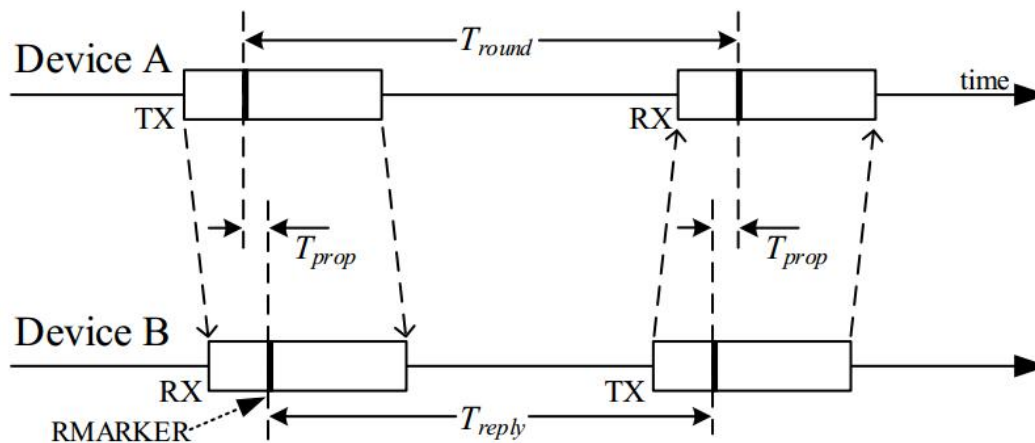 T_round
Device A
time
TX
RX
T_prop
T_prop
Device B
RX
TX
T_reply
RMARKER